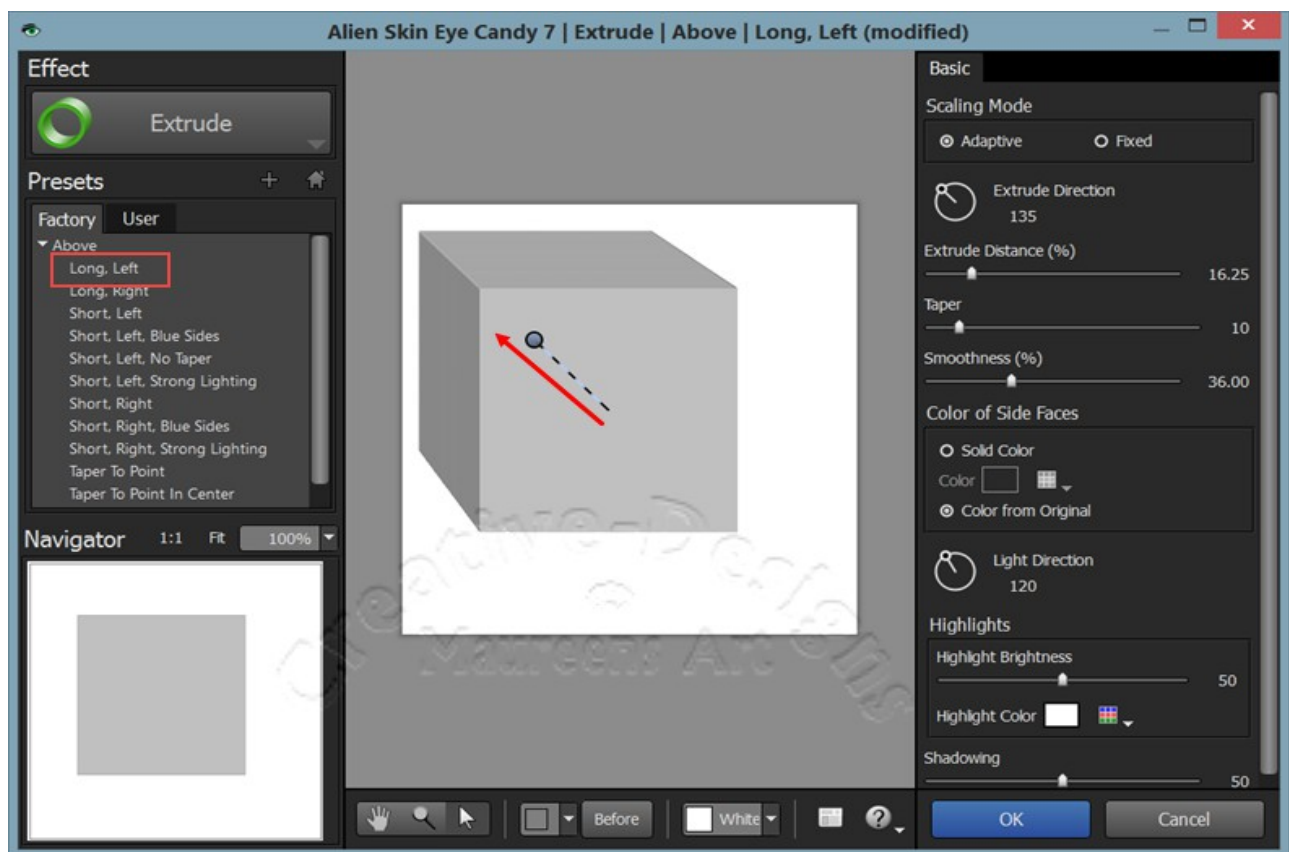 Alien Skin Eye Candy 7 | Extrude | Above | Long, Left (modified)
Effect
Extrude
Presets
Factory
User
Above
Long, Left
Long, Right
Short, Left
Short, Left, Blue Sides
Short, Left, No Taper
Short, Left, Strong Lighting
Short, Right
Short, Right, Blue Sides
Short, Right, Strong Lighting
Taper To Point
Taper To Point In Center
Navigator 1:1 Fit 100%
Creative-Designs
©
Maureens Art
Before
White
?
Basic
Scaling Mode
Adaptive Fixed
Extrude Direction
135
Extrude Distance (%)
16.25
Taper
10
Smoothness (%)
36.00
Color of Side Faces
Solid Color
Color
Color from Original
Light Direction
120
Highlights
Highlight Brightness
50
Highlight Color
Shadowing
50
OK Cancel